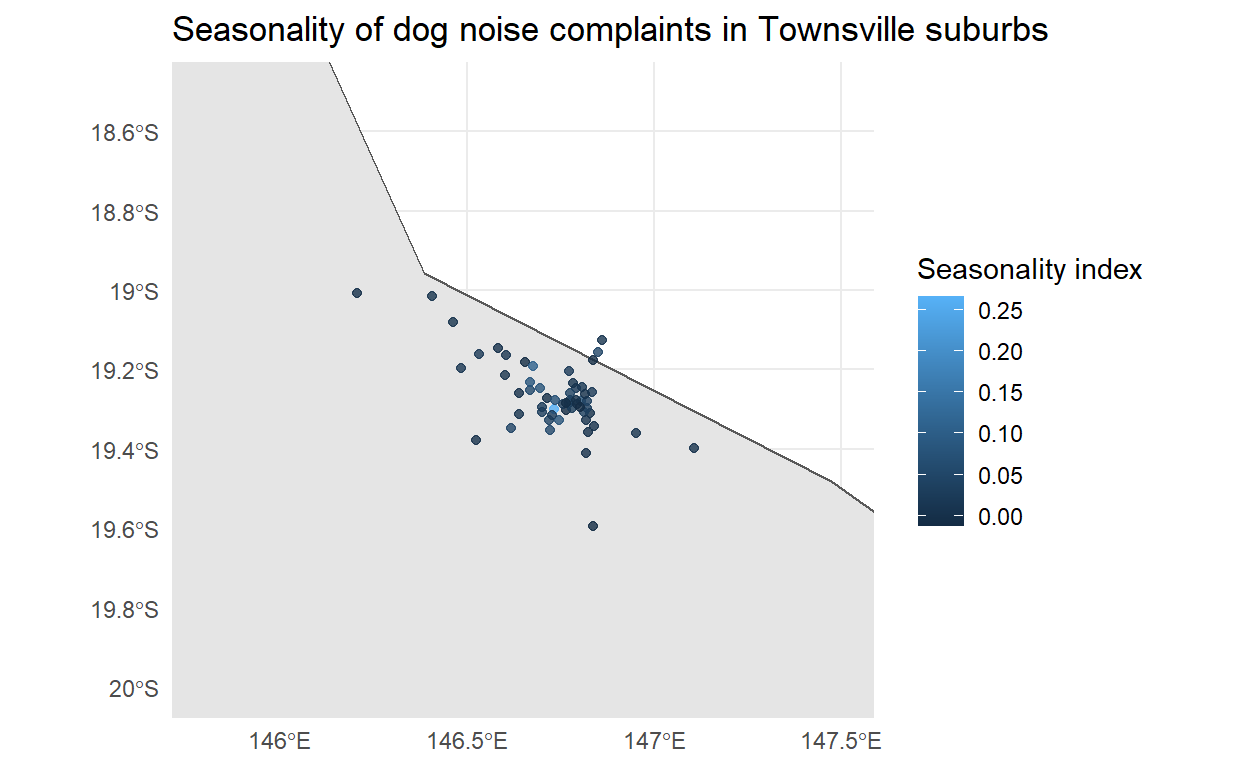 Seasonality of dog noise complaints in Townsville suburbs
18.6°S
18.8°S
19°S
19.2°S
19.4°S
19.6°S
19.8°S
20°S
146°E
146.5°E
147°E
147.5°E
Seasonality index
0.25
0.20
0.15
0.10
0.05
0.00